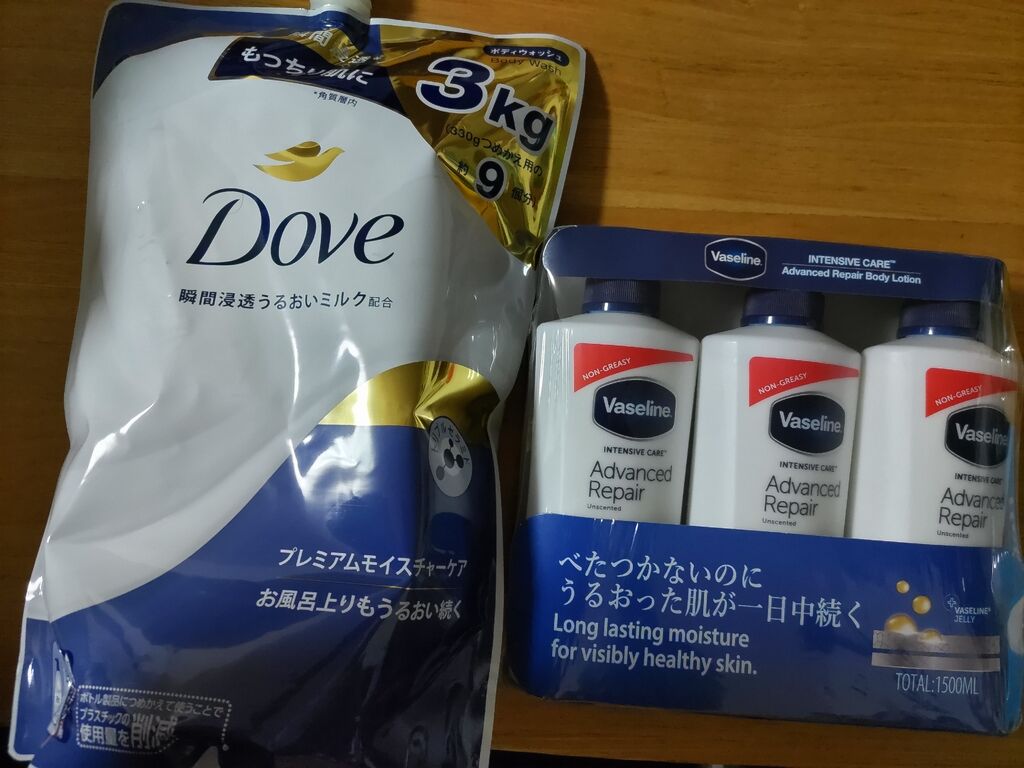 もっちり肌に
*角質層内
ボディウォッシュ
Body Wash
3kg
(330gつめかえ用の
約9個分)
Dove
瞬間浸透うるおいミルク配合
プレミアムモイスチャーケア
お風呂上りもうるおい続く
ボトル製品につめかえて使うことで
プラスチックの
使用量を削減
Vaseline
INTENSIVE CARE™
Advanced Repair Body Lotion
NON-GREASY
Vaseline
INTENSIVE CARE™
Advanced
Repair
Unscented
NON-GREASY
Vaseline
INTENSIVE CARE™
Advanced
Repair
Unscented
NON-GREASY
Vaseline
INTENSIVE CARE™
Advanced
Repair
Unscented
べたつかないのに
うるおった肌が一日中続く
Long lasting moisture
for visibly healthy skin.
VASELINE®
JELLY
TOTAL:1500ML